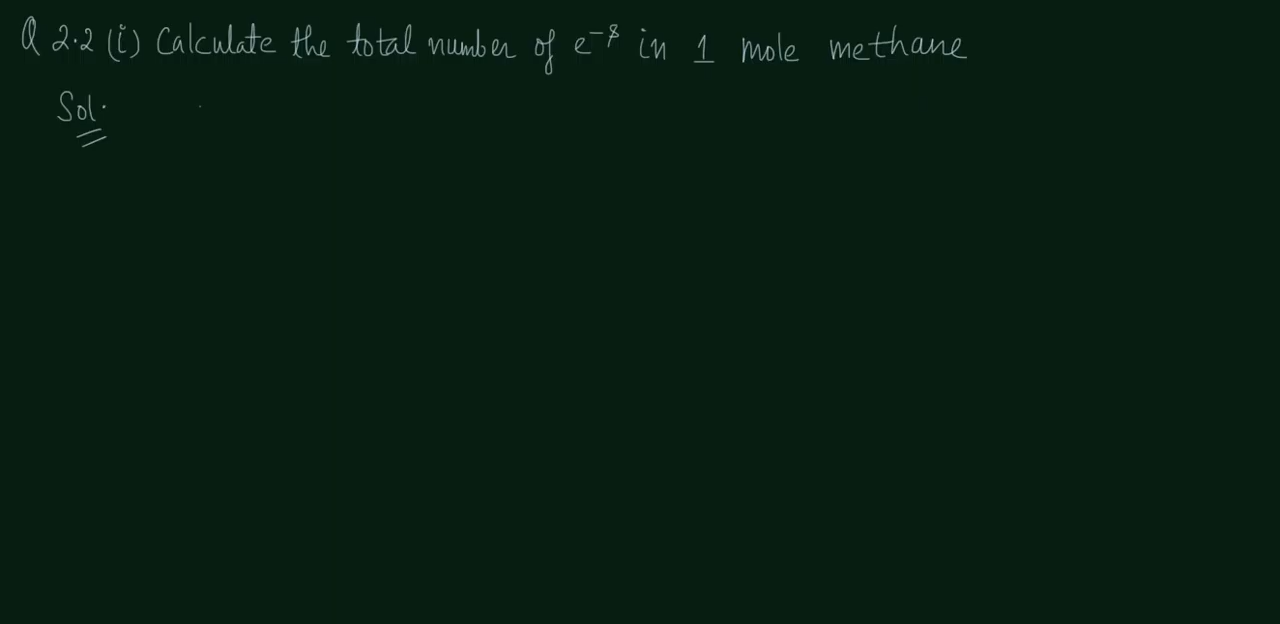 Q 2.2 (i) Calculate the total number of e⁻s in 1 mole methane
Sol.